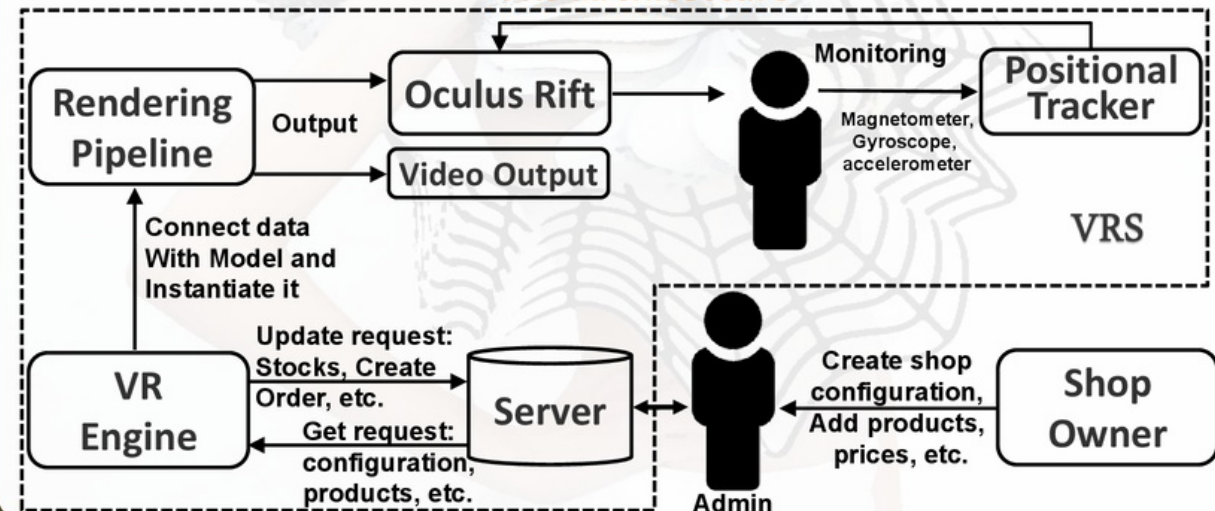 Rendering
Pipeline
Output
Oculus Rift
Video Output
Monitoring
Magnetometer,
Gyroscope,
accelerometer
Positional
Tracker
VRS
Connect data
With Model and
Instantiate it
VR
Engine
Update request:
Stocks, Create
Order, etc.
Get request:
configuration,
products, etc.
Server
Admin
Create shop
configuration,
Add products,
prices, etc.
Shop
Owner